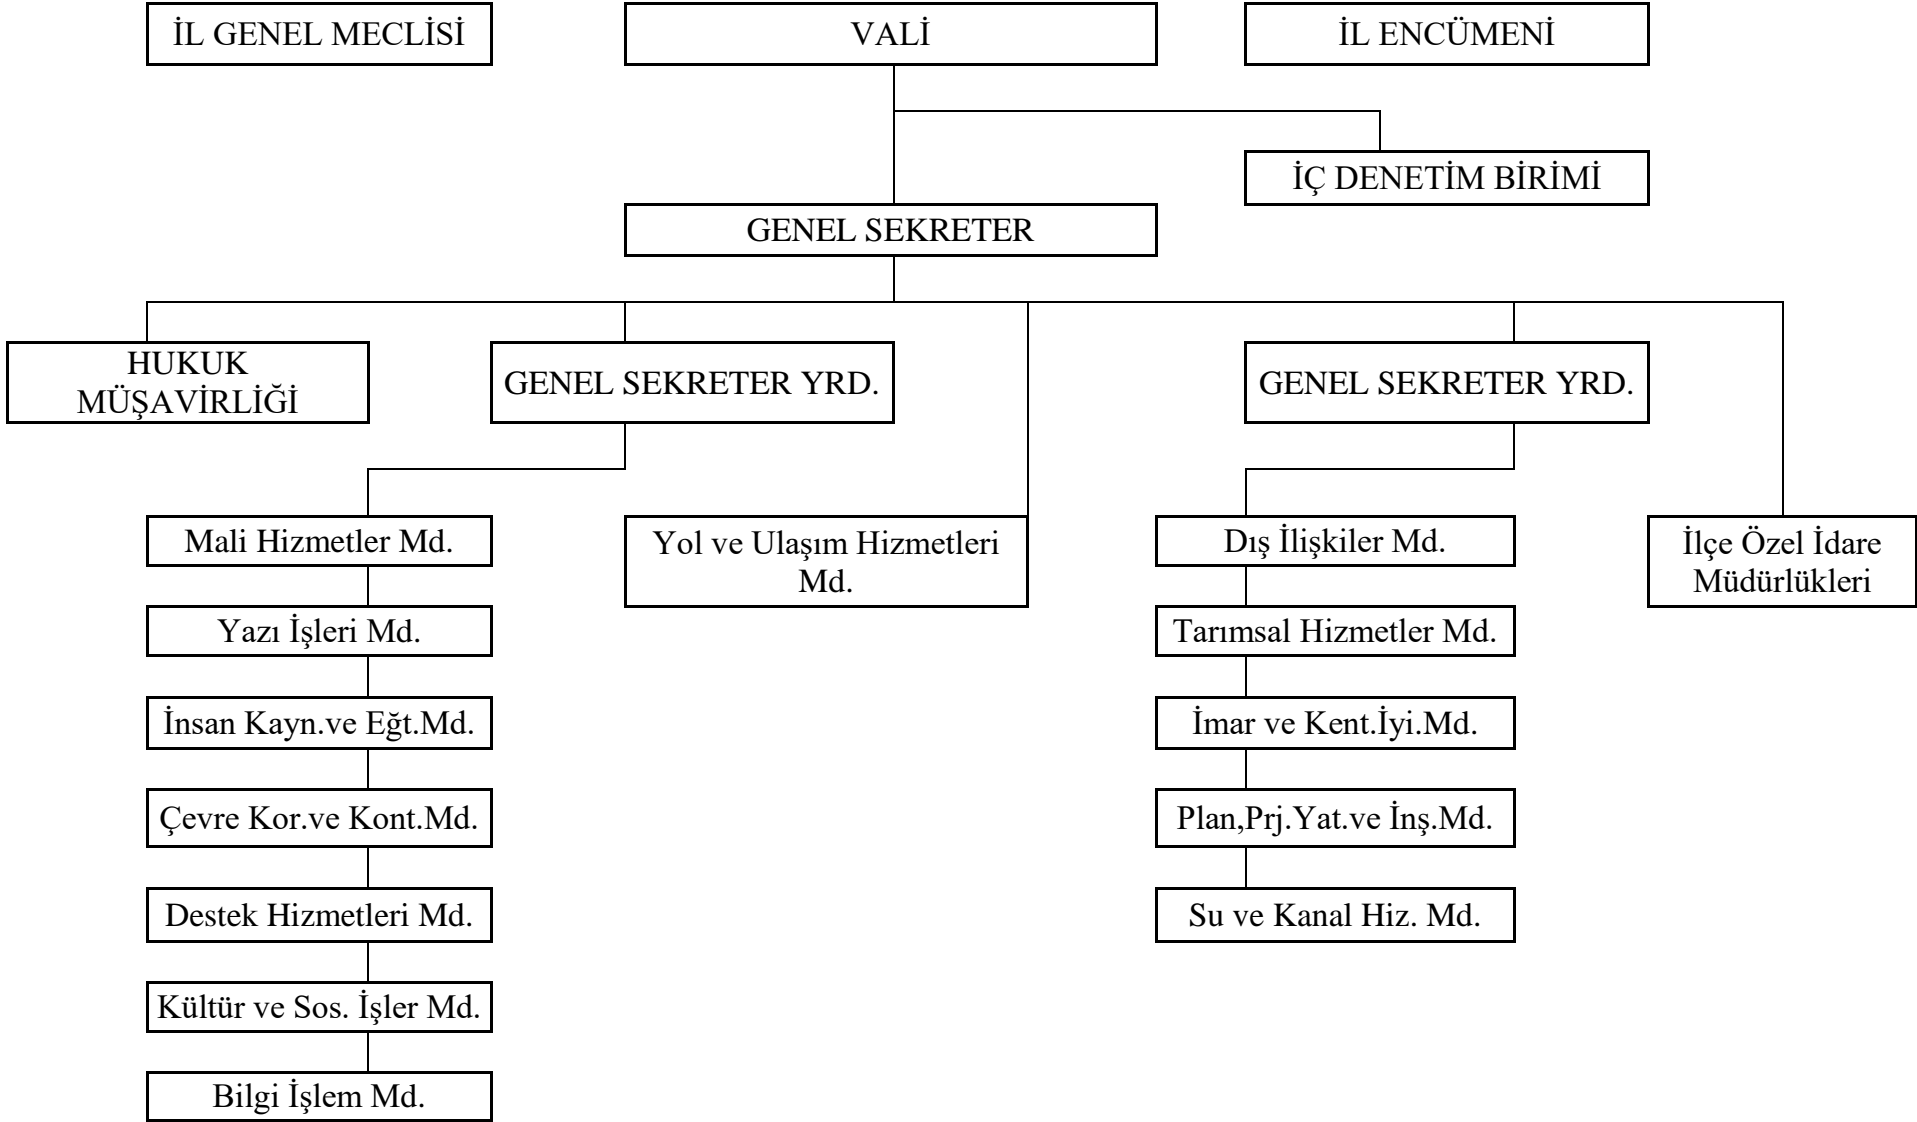 İL GENEL MECLİSİ
VALİ
İL ENCÜMENİ
İÇ DENETİM BİRİMİ
GENEL SEKRETER
HUKUK
MÜŞAVİRLİĞİ
GENEL SEKRETER YRD.
GENEL SEKRETER YRD.
Mali Hizmetler Md.
Yol ve Ulaşım Hizmetleri
Md.
Dış İlişkiler Md.
İlçe Özel İdare
Müdürlükleri
Yazı İşleri Md.
Tarımsal Hizmetler Md.
İnsan Kayn.ve Eğt.Md.
İmar ve Kent.İyi.Md.
Çevre Kor.ve Kont.Md.
Plan,Prj.Yat.ve İnş.Md.
Destek Hizmetleri Md.
Su ve Kanal Hiz. Md.
Kültür ve Sos. İşler Md.
Bilgi İşlem Md.